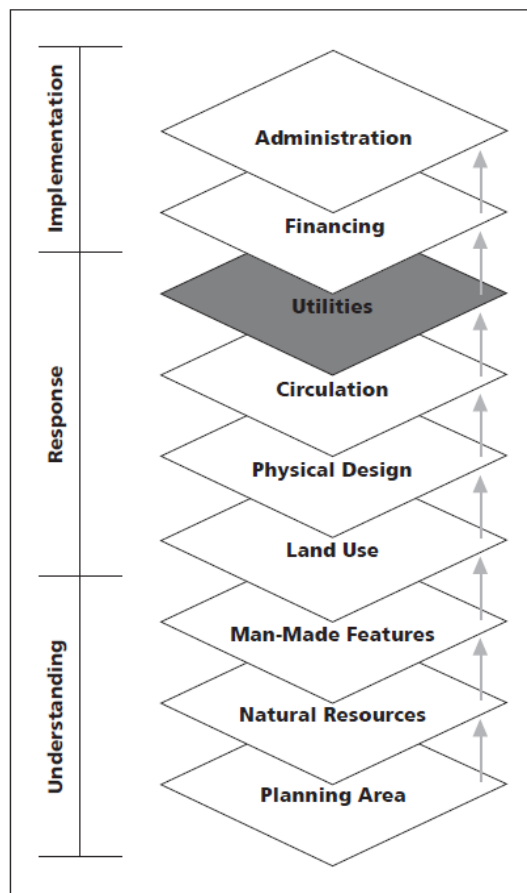 Implementation
Response
Understanding
Administration
Financing
Utilities
Circulation
Physical Design
Land Use
Man-Made Features
Natural Resources
Planning Area